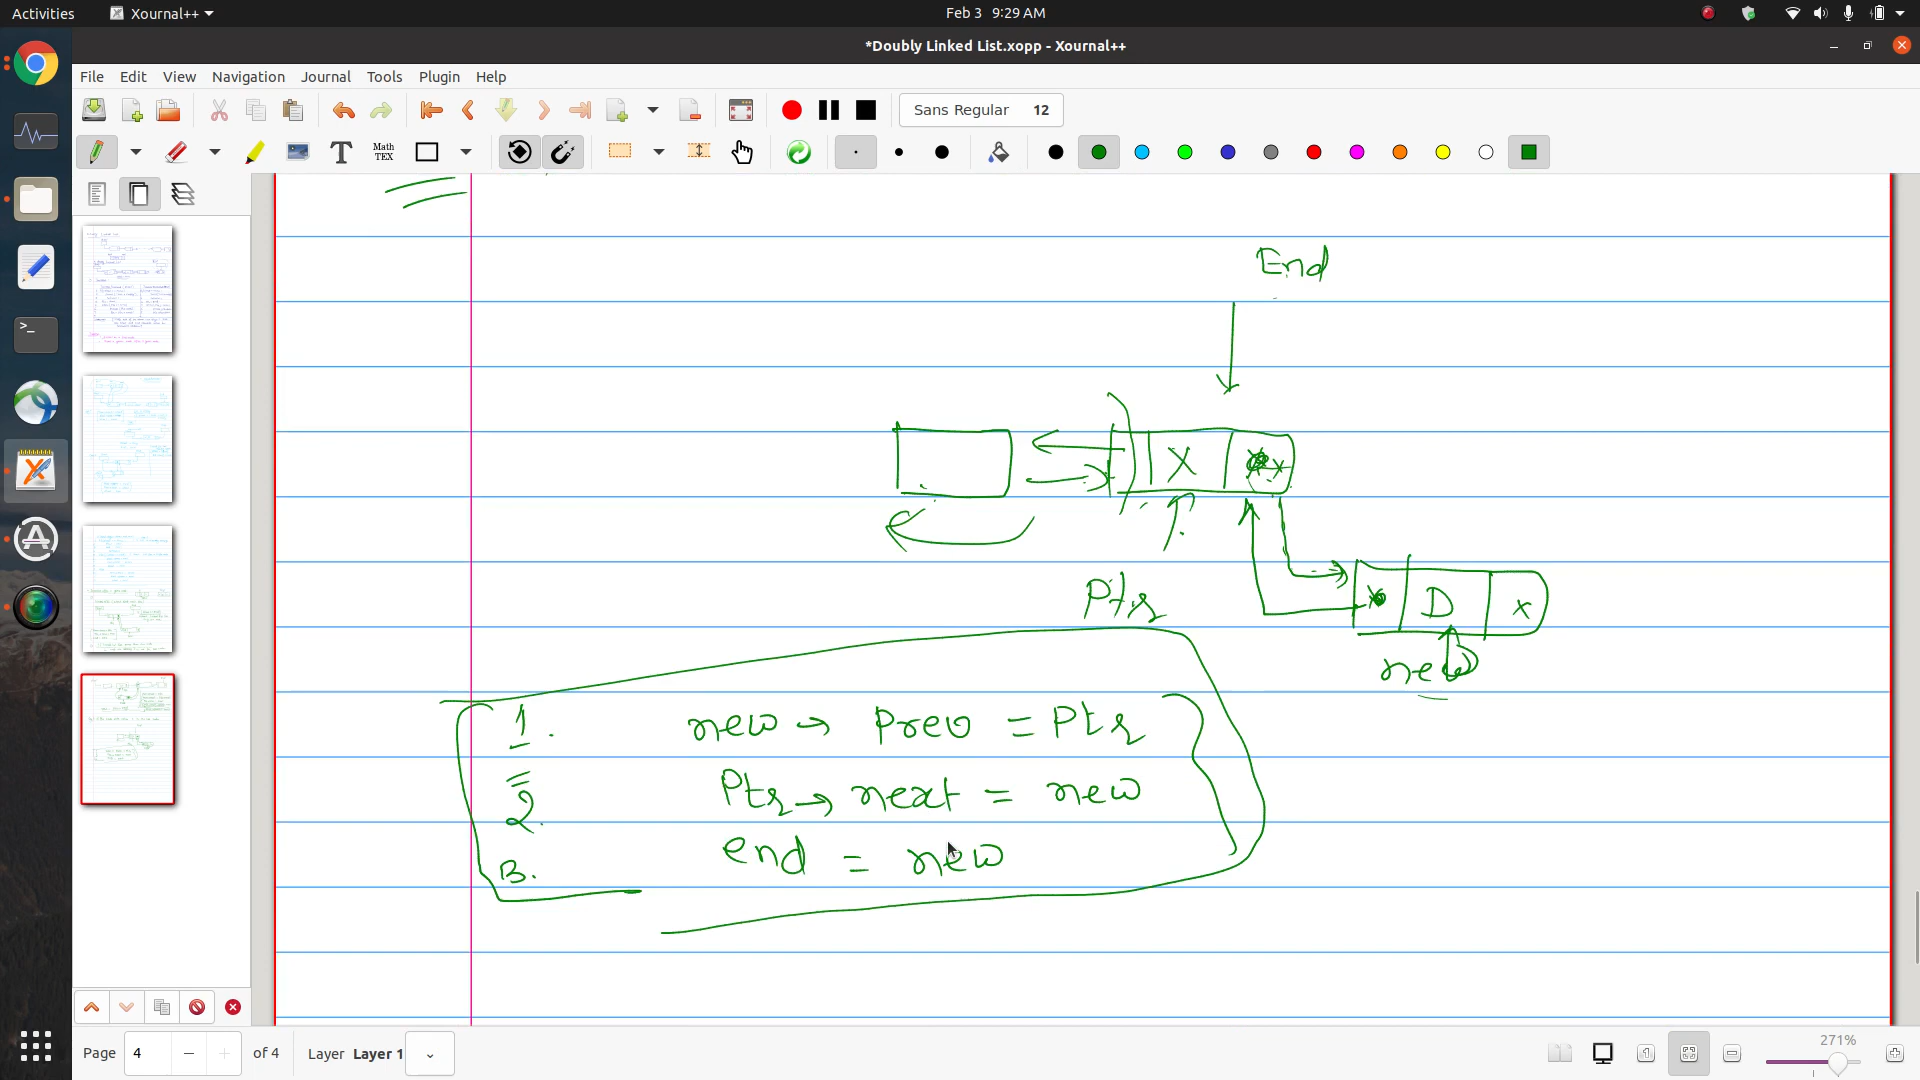 Activities Xournal++ Feb 3 9:29 AM
*Doubly Linked List.xopp - Xournal++
File Edit View Navigation Journal Tools Plugin Help
Sans Regular 12
T Math TEX
End
X x
Ptr
D x
new
1. new → Prev = Ptr
2. Ptr → next = new
3. end = new
Page 4 of 4 Layer Layer 1
271%